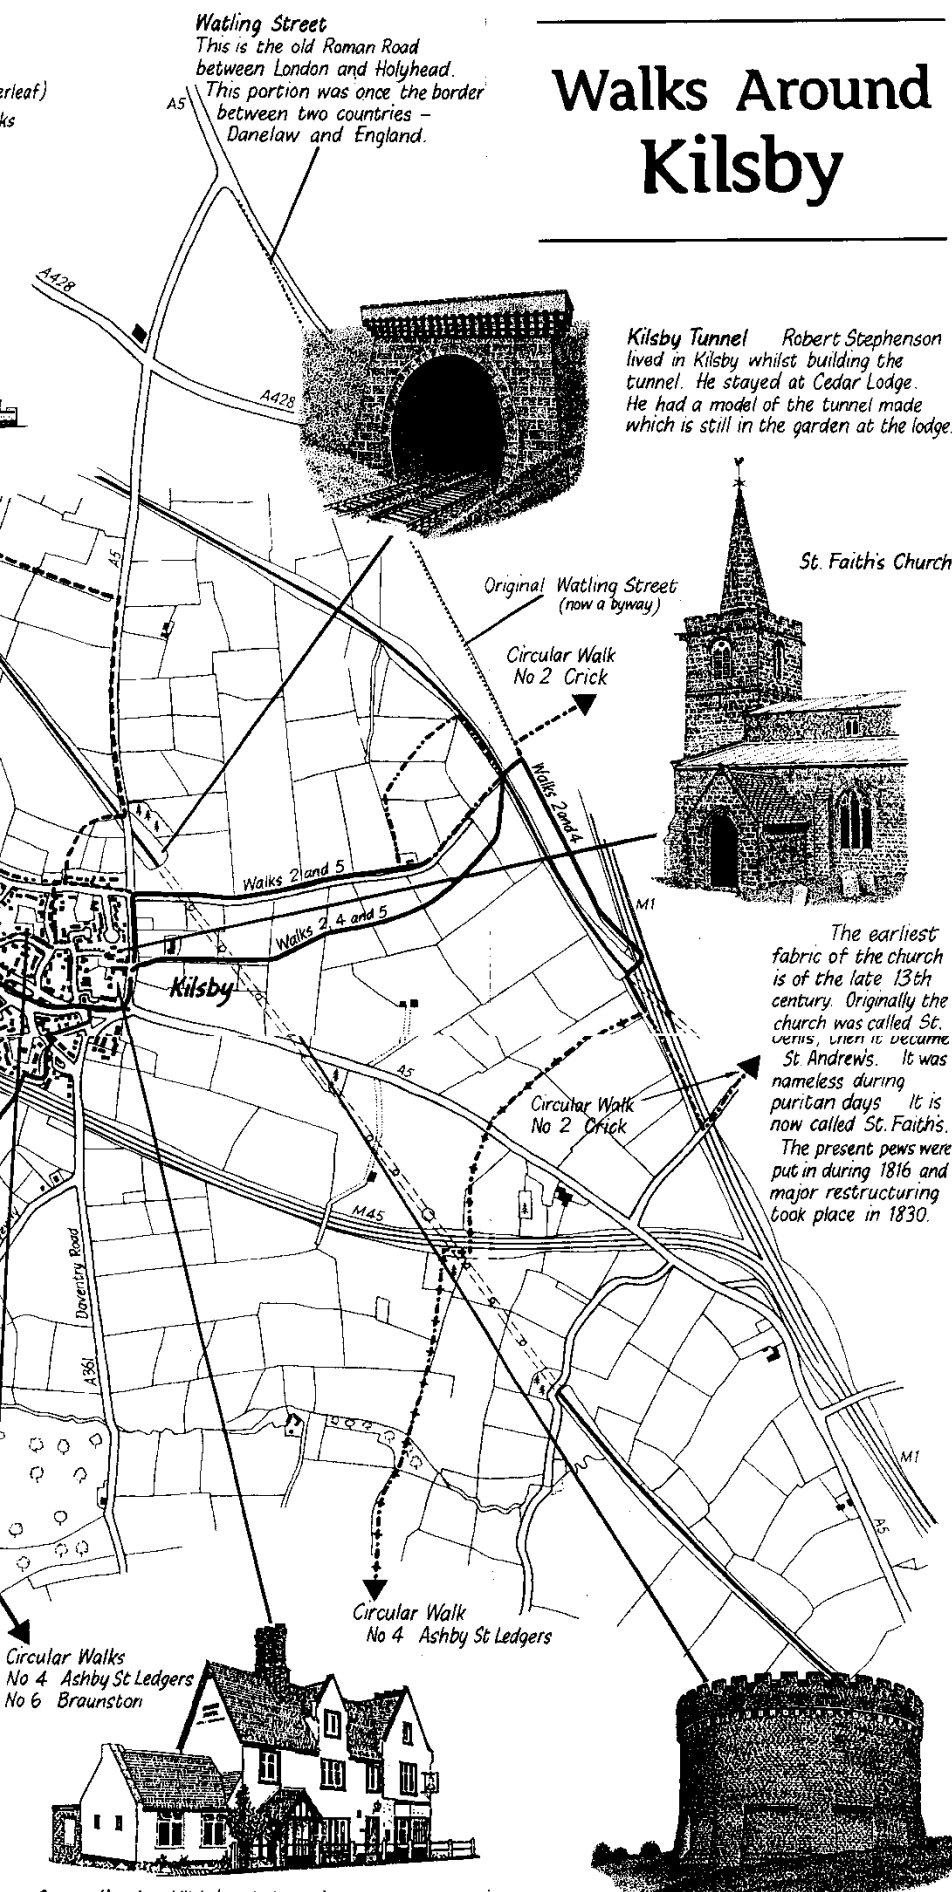 Watling Street
This is the old Roman Road
between London and Holyhead.
This portion was once the border
between two countries –
Danelaw and England.
Walks Around
Kilsby
erleaf)
ks
A5
A428
A428
Kilsby Tunnel Robert Stephenson
lived in Kilsby whilst building the
tunnel. He stayed at Cedar Lodge.
He had a model of the tunnel made
which is still in the garden at the lodge.
St. Faith's Church
A5
Original Watling Street
(now a byway)
Circular Walk
No 2 Crick
Walks 2 and 4
Walks 2 and 5
Walks 2 4 and 5
M1
Kilsby
The earliest
fabric of the church
is of the late 13th
century. Originally the
church was called St.
Denis, then it became
St. Andrew's. It was
nameless during
puritan days It is
now called St. Faith's.
The present pews were
put in during 1816 and
major restructuring
took place in 1830.
A5
Circular Walk
No 2 Crick
M45
Daventry Road
A361
M1
A5
Circular Walk
No 4 Ashby St Ledgers
Circular Walks
No 4 Ashby St Ledgers
No 6 Braunston